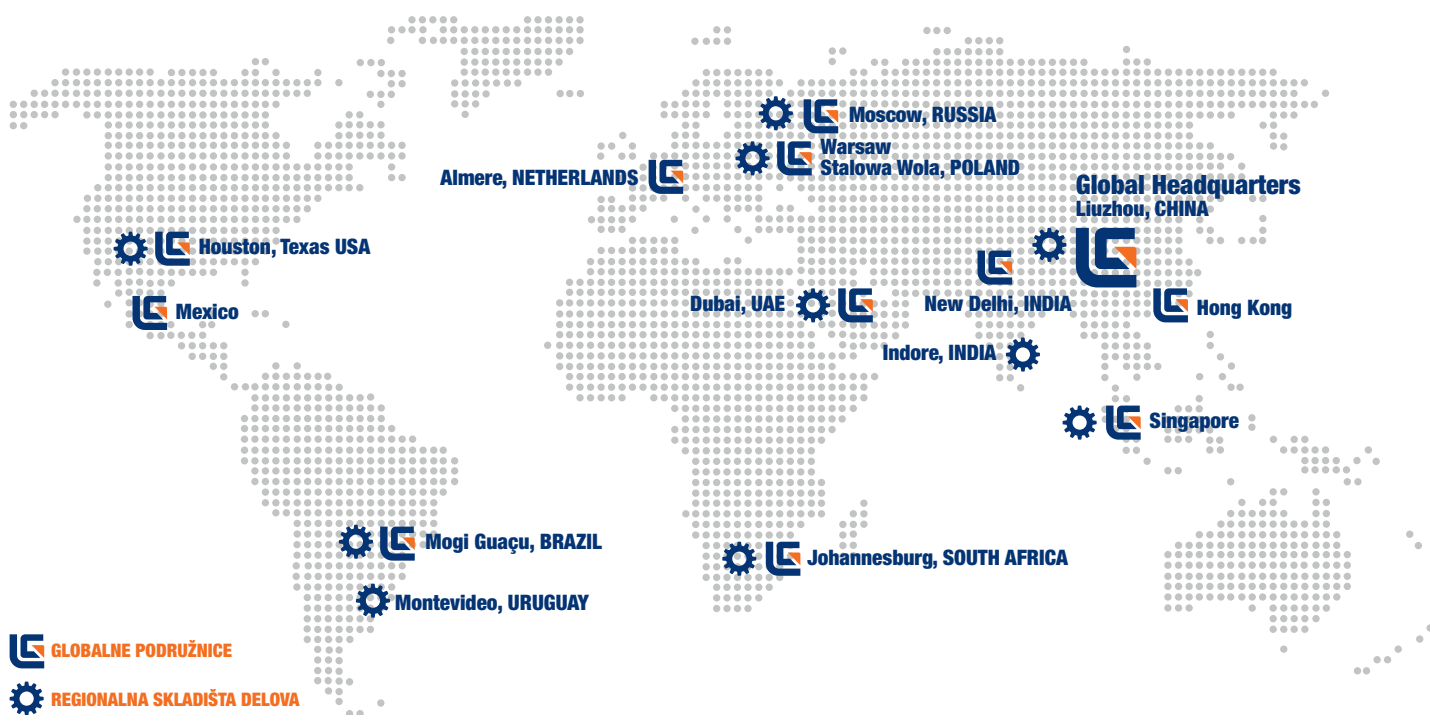 Moscow, RUSSIA
Warsaw
Stalowa Wola, POLAND
Almere, NETHERLANDS
Global Headquarters
Liuzhou, CHINA
Houston, Texas USA
Mexico
Dubai, UAE
New Delhi, INDIA
Hong Kong
Indore, INDIA
Singapore
Mogi Guaçu, BRAZIL
Johannesburg, SOUTH AFRICA
Montevideo, URUGUAY
GLOBALNE PODRUŽNICE
REGIONALNA SKLADIŠTA DELOVA